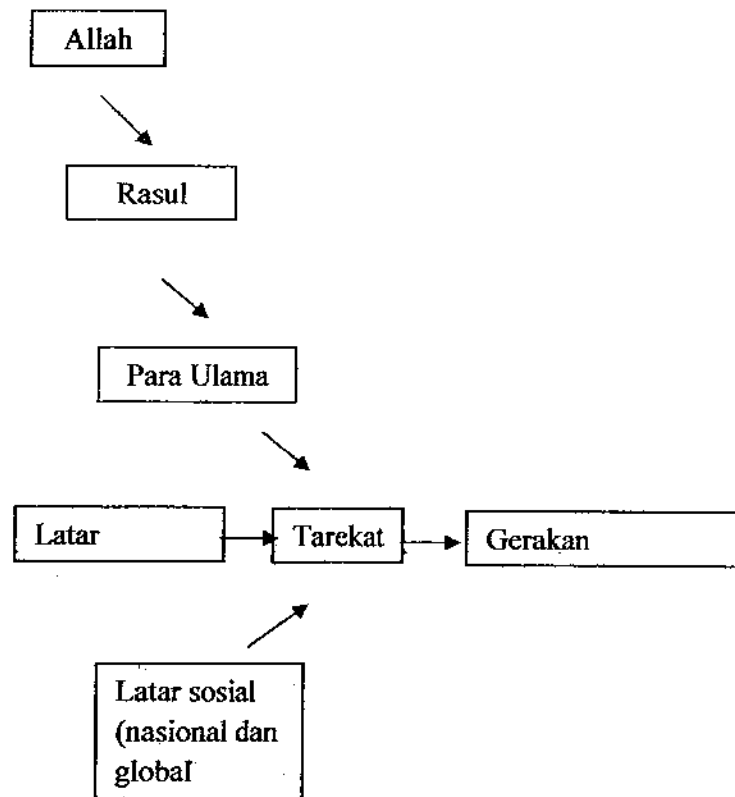 Allah
Rasul
Para Ulama
Latar
Tarekat
Gerakan
Latar sosial
(nasional dan
global